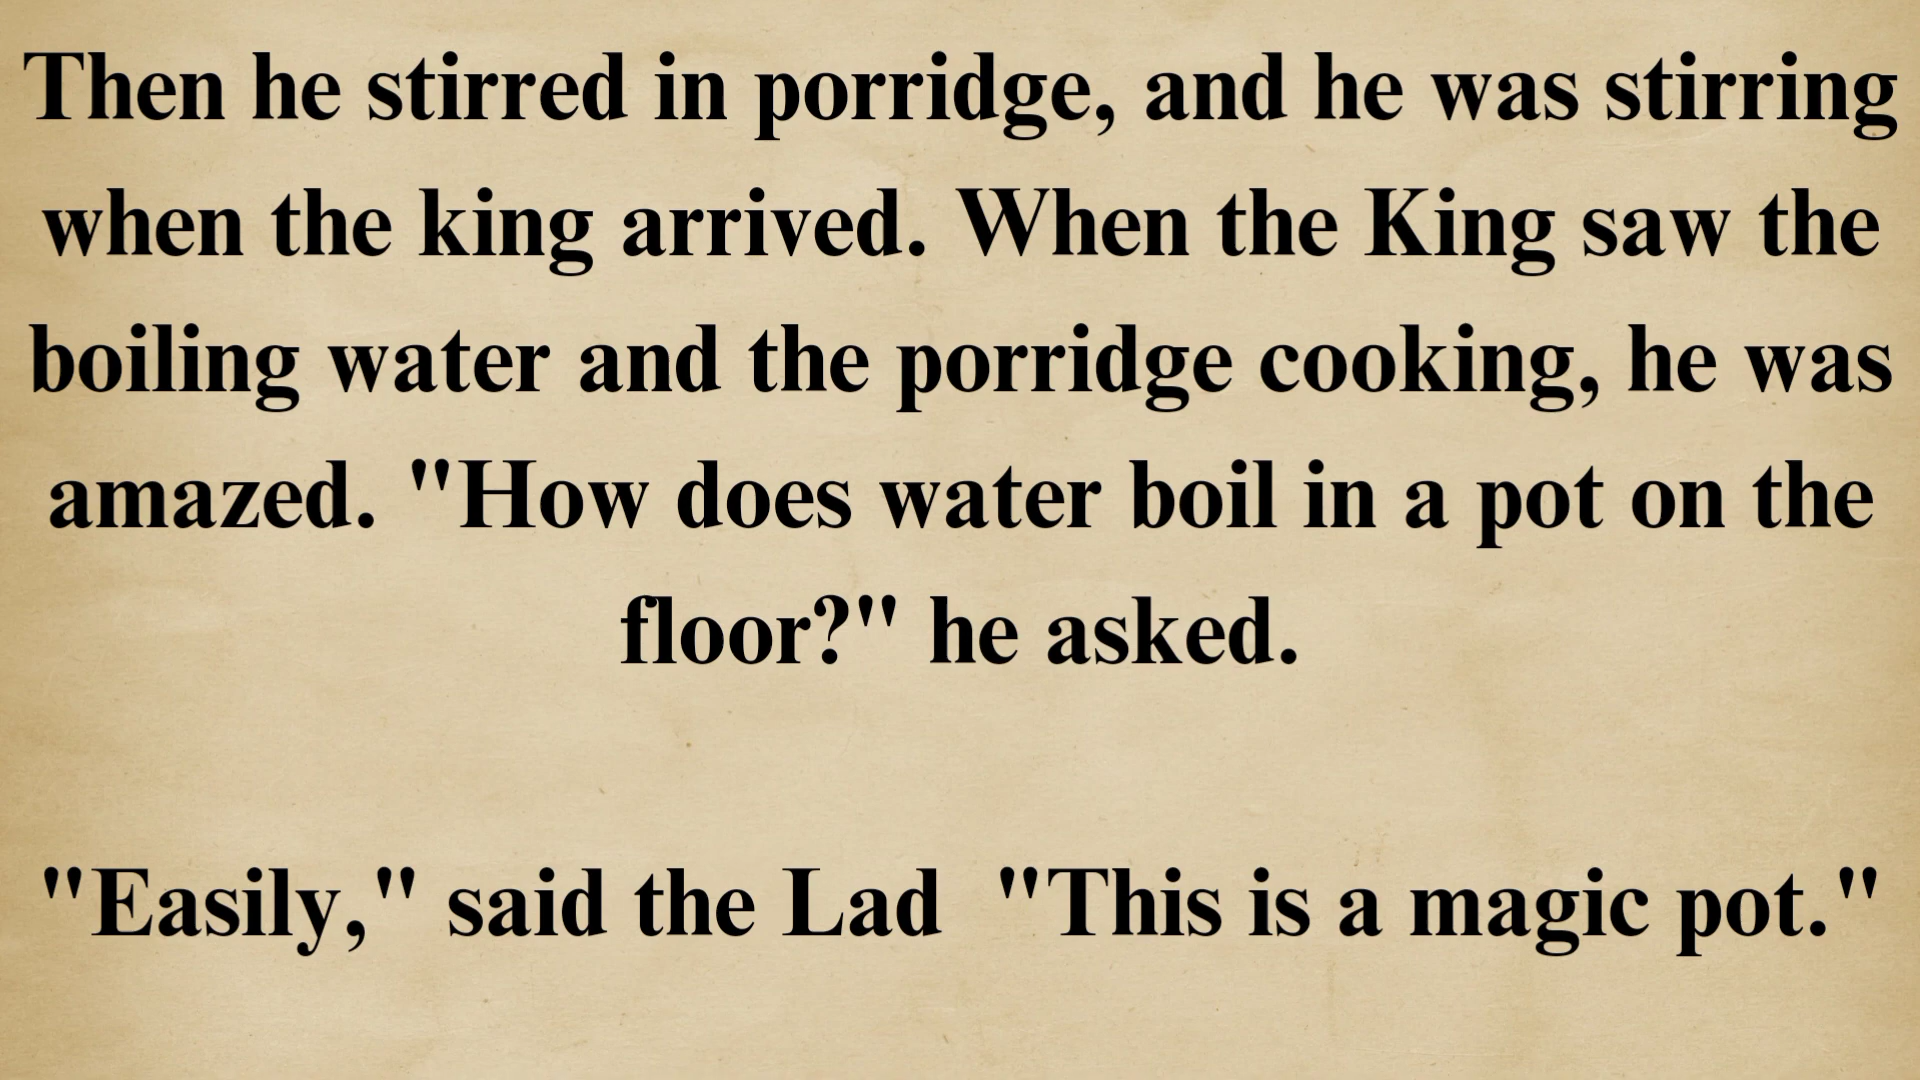 Then he stirred in porridge, and he was stirring
when the king arrived. When the King saw the
boiling water and the porridge cooking, he was
amazed. "How does water boil in a pot on the
floor?" he asked.
"Easily," said the Lad  "This is a magic pot."